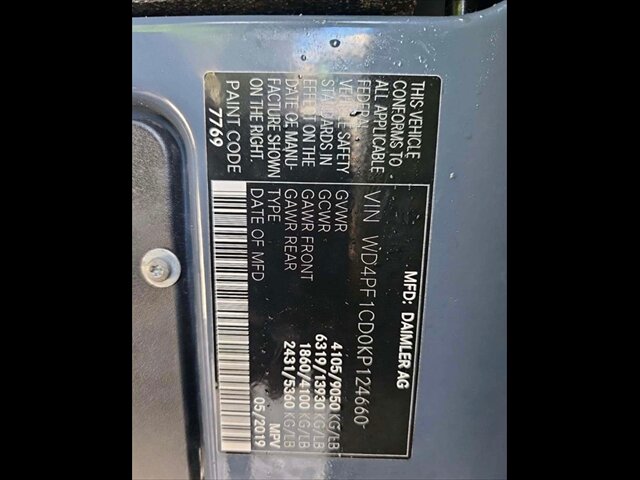 MFD: DAIMLER AG
VIN WD4PF1CD0KP124660
GVWR 4105/9050 KG/LB
GCWR 6319/13930 KG/LB
GAWR FRONT 1860/4100 KG/LB
GAWR REAR 2431/5360 KG/LB
TYPE MPV
DATE OF MFD 05/2019
THIS VEHICLE
CONFORMS TO
ALL APPLICABLE
FEDERAL
VEHICLE SAFETY
STANDARDS IN
EFFECT ON THE
DATE OF MANU-
FACTURE SHOWN
ON THE RIGHT.
PAINT CODE
7769